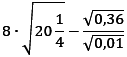 8 · √(20 1/4) − √0,36 / √0,01